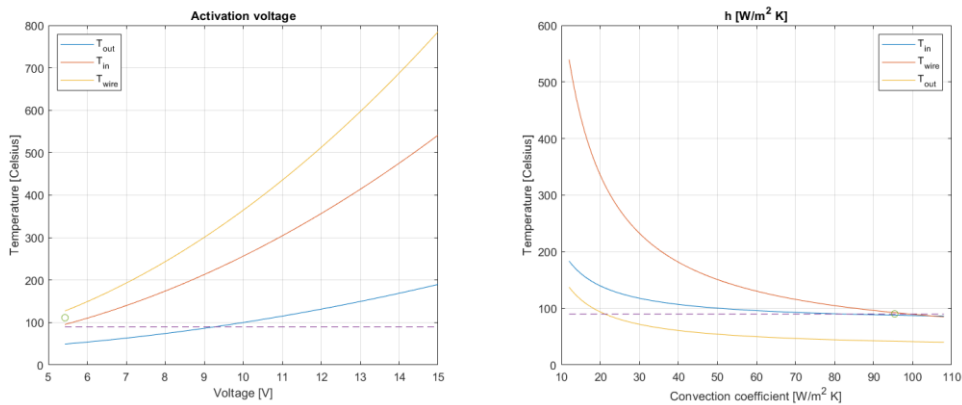 Activation voltage
T_out
T_in
T_wire
800
700
600
500
400
300
200
100
0
Temperature [Celsius]
5 6 7 8 9 10 11 12 13 14 15
Voltage [V]
h [W/m² K]
T_in
T_wire
T_out
600
500
400
300
200
100
0
Temperature [Celsius]
10 20 30 40 50 60 70 80 90 100 110
Convection coefficient [W/m² K]